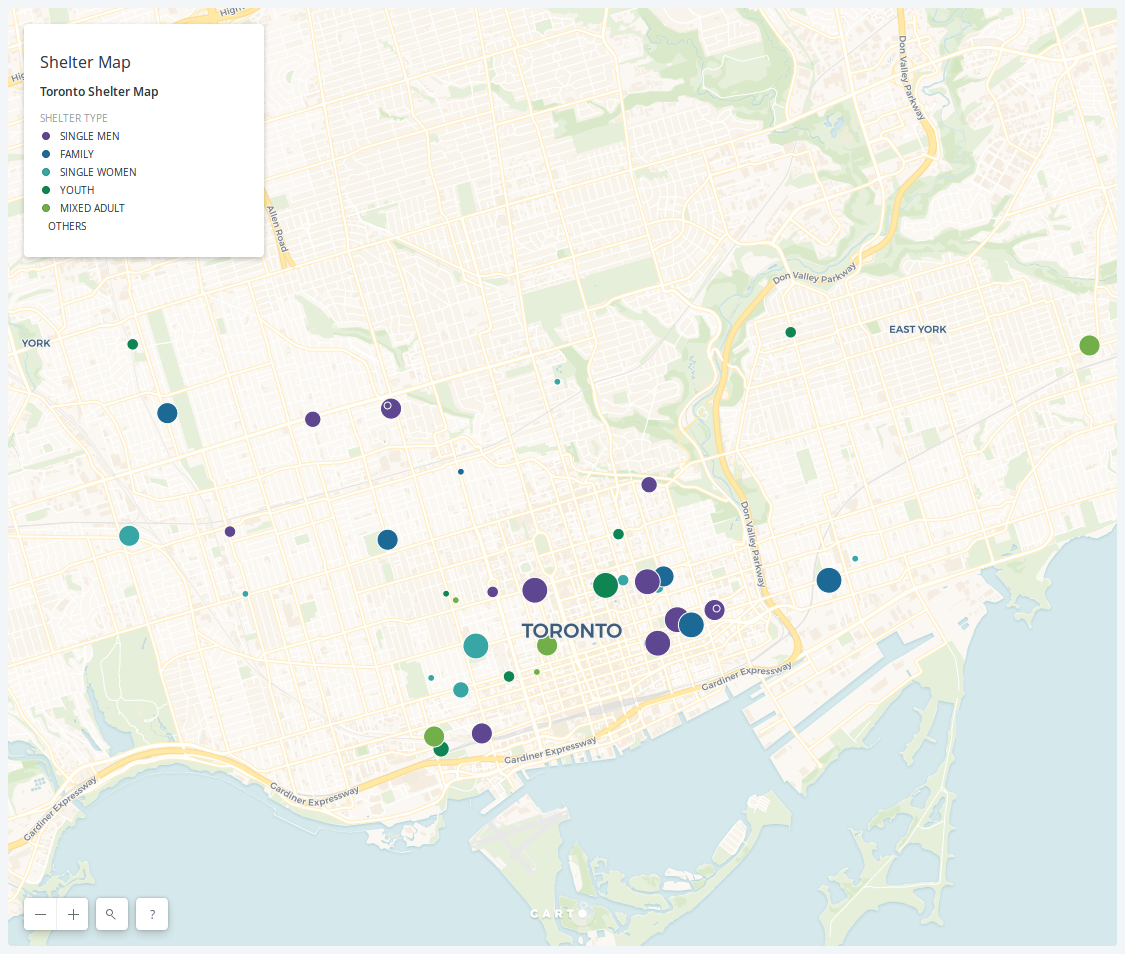 Shelter Map
Toronto Shelter Map
SHELTER TYPE
SINGLE MEN
FAMILY
SINGLE WOMEN
YOUTH
MIXED ADULT
OTHERS
Allen Road
Don Valley Parkway
Don Valley Parkway
YORK
EAST YORK
Don Valley Parkway
TORONTO
Gardiner Expressway
Gardiner Expressway
Gardiner Expressway
Gardiner Expressway
CARTO
?